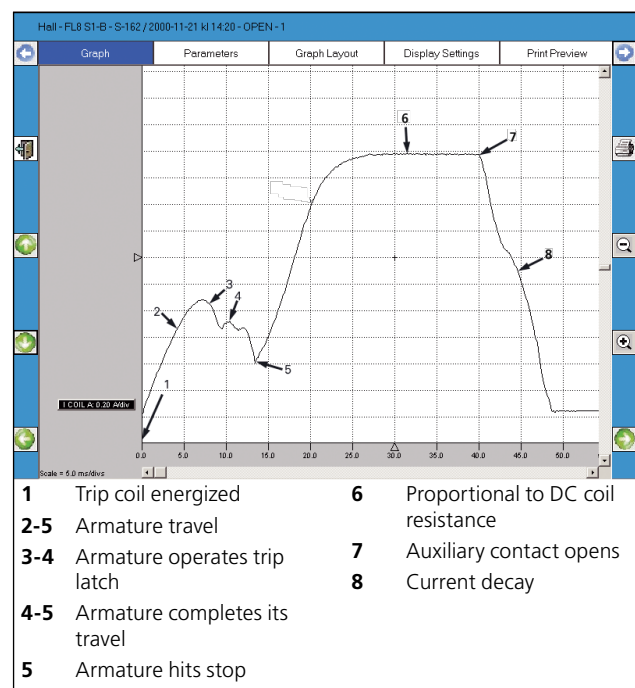 Hall - FL8 S1-B - S-162 / 2000-11-21 kl 14:20 - OPEN - 1
Graph Parameters Graph Layout Display Settings Print Preview
6
7
8
3
4
2
5
1
I COIL A: 0.20 A/div
0.0 5.0 10.0 15.0 20.0 25.0 30.0 35.0 40.0 45.0 50.0
Scale = 5.0 ms/divs
1 Trip coil energized
2-5 Armature travel
3-4 Armature operates trip
latch
4-5 Armature completes its
travel
5 Armature hits stop
6 Proportional to DC coil
resistance
7 Auxiliary contact opens
8 Current decay